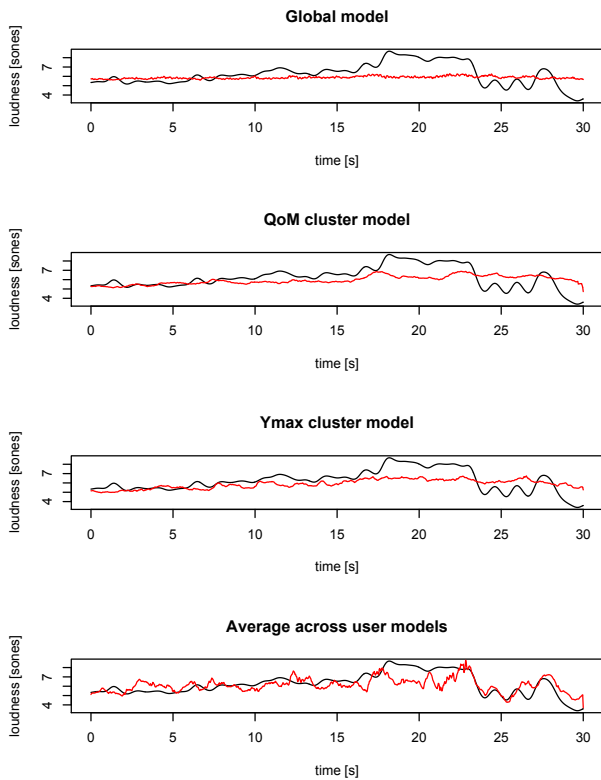 Global model
loudness [sones]
7
4
0 5 10 15 20 25 30
time [s]
QoM cluster model
loudness [sones]
7
4
0 5 10 15 20 25 30
time [s]
Ymax cluster model
loudness [sones]
7
4
0 5 10 15 20 25 30
time [s]
Average across user models
loudness [sones]
7
4
0 5 10 15 20 25 30
time [s]